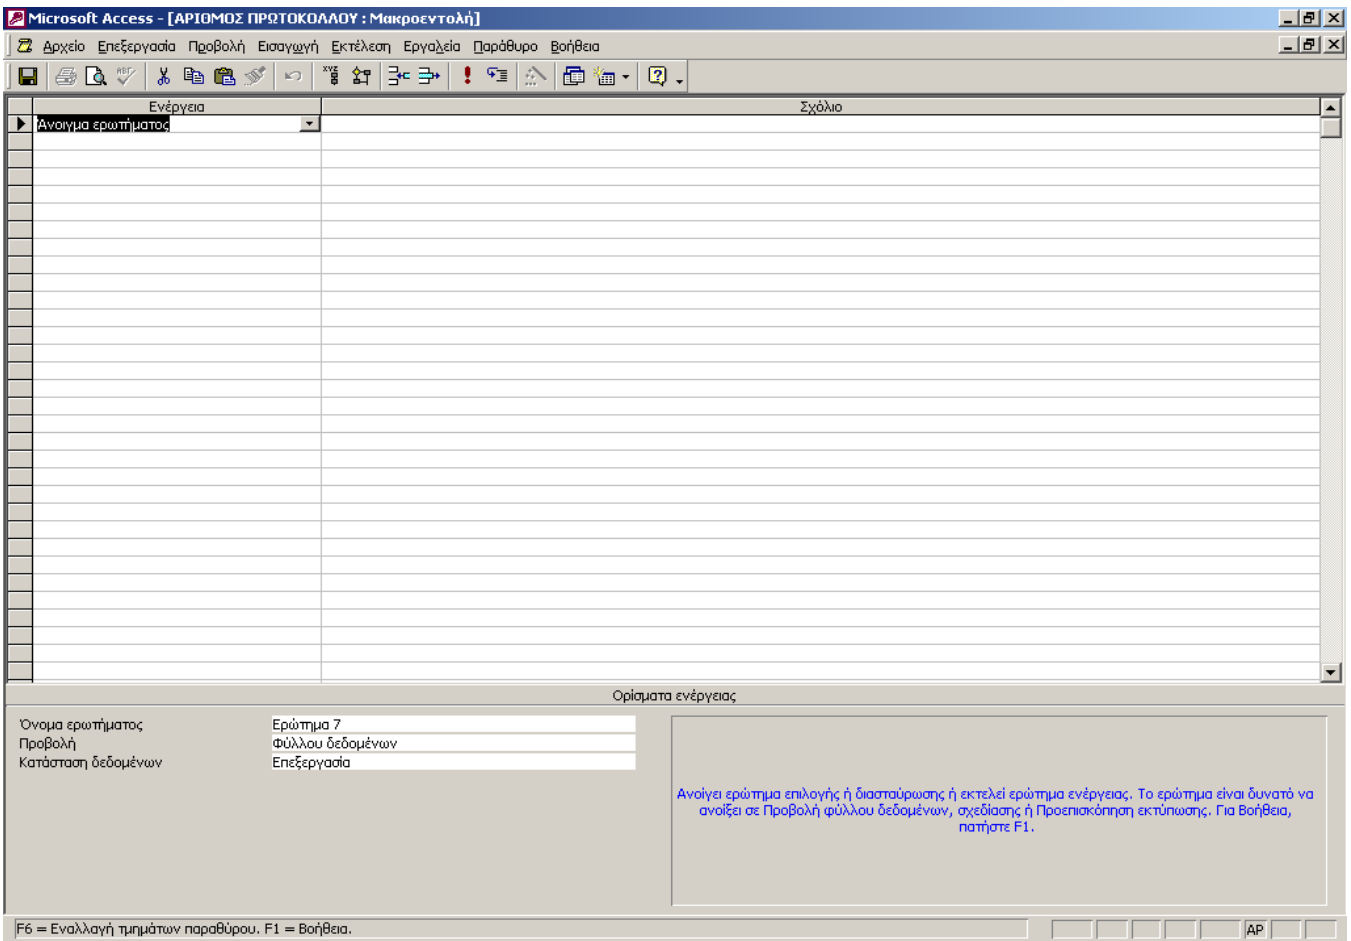 Microsoft Access - [ΑΡΙΘΜΟΣ ΠΡΩΤΟΚΟΛΛΟΥ : Μακροεντολή]
Αρχείο Επεξεργασία Προβολή Εισαγωγή Εκτέλεση Εργαλεία Παράθυρο Βοήθεια
Ενέργεια Σχόλιο
Άνοιγμα ερωτήματος
Ορίσματα ενέργειας
Όνομα ερωτήματος Ερώτημα 7
Προβολή Φύλλου δεδομένων
Κατάσταση δεδομένων Επεξεργασία
Ανοίγει ερώτημα επιλογής ή διασταύρωσης ή εκτελεί ερώτημα ενέργειας. Το ερώτημα είναι δυνατό να
ανοίξει σε Προβολή φύλλου δεδομένων, σχεδίασης ή Προεπισκόπηση εκτύπωσης. Για Βοήθεια,
πατήστε F1.
F6 = Εναλλαγή τμημάτων παραθύρου. F1 = Βοήθεια. ΑΡ